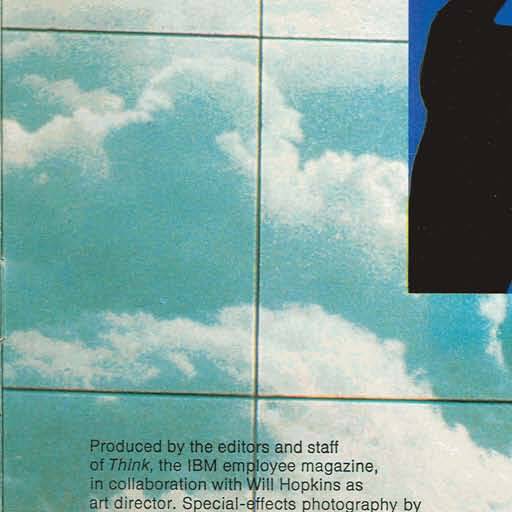 Produced by the editors and staff
of Think, the IBM employee magazine,
in collaboration with Will Hopkins as
art director. Special-effects photography by